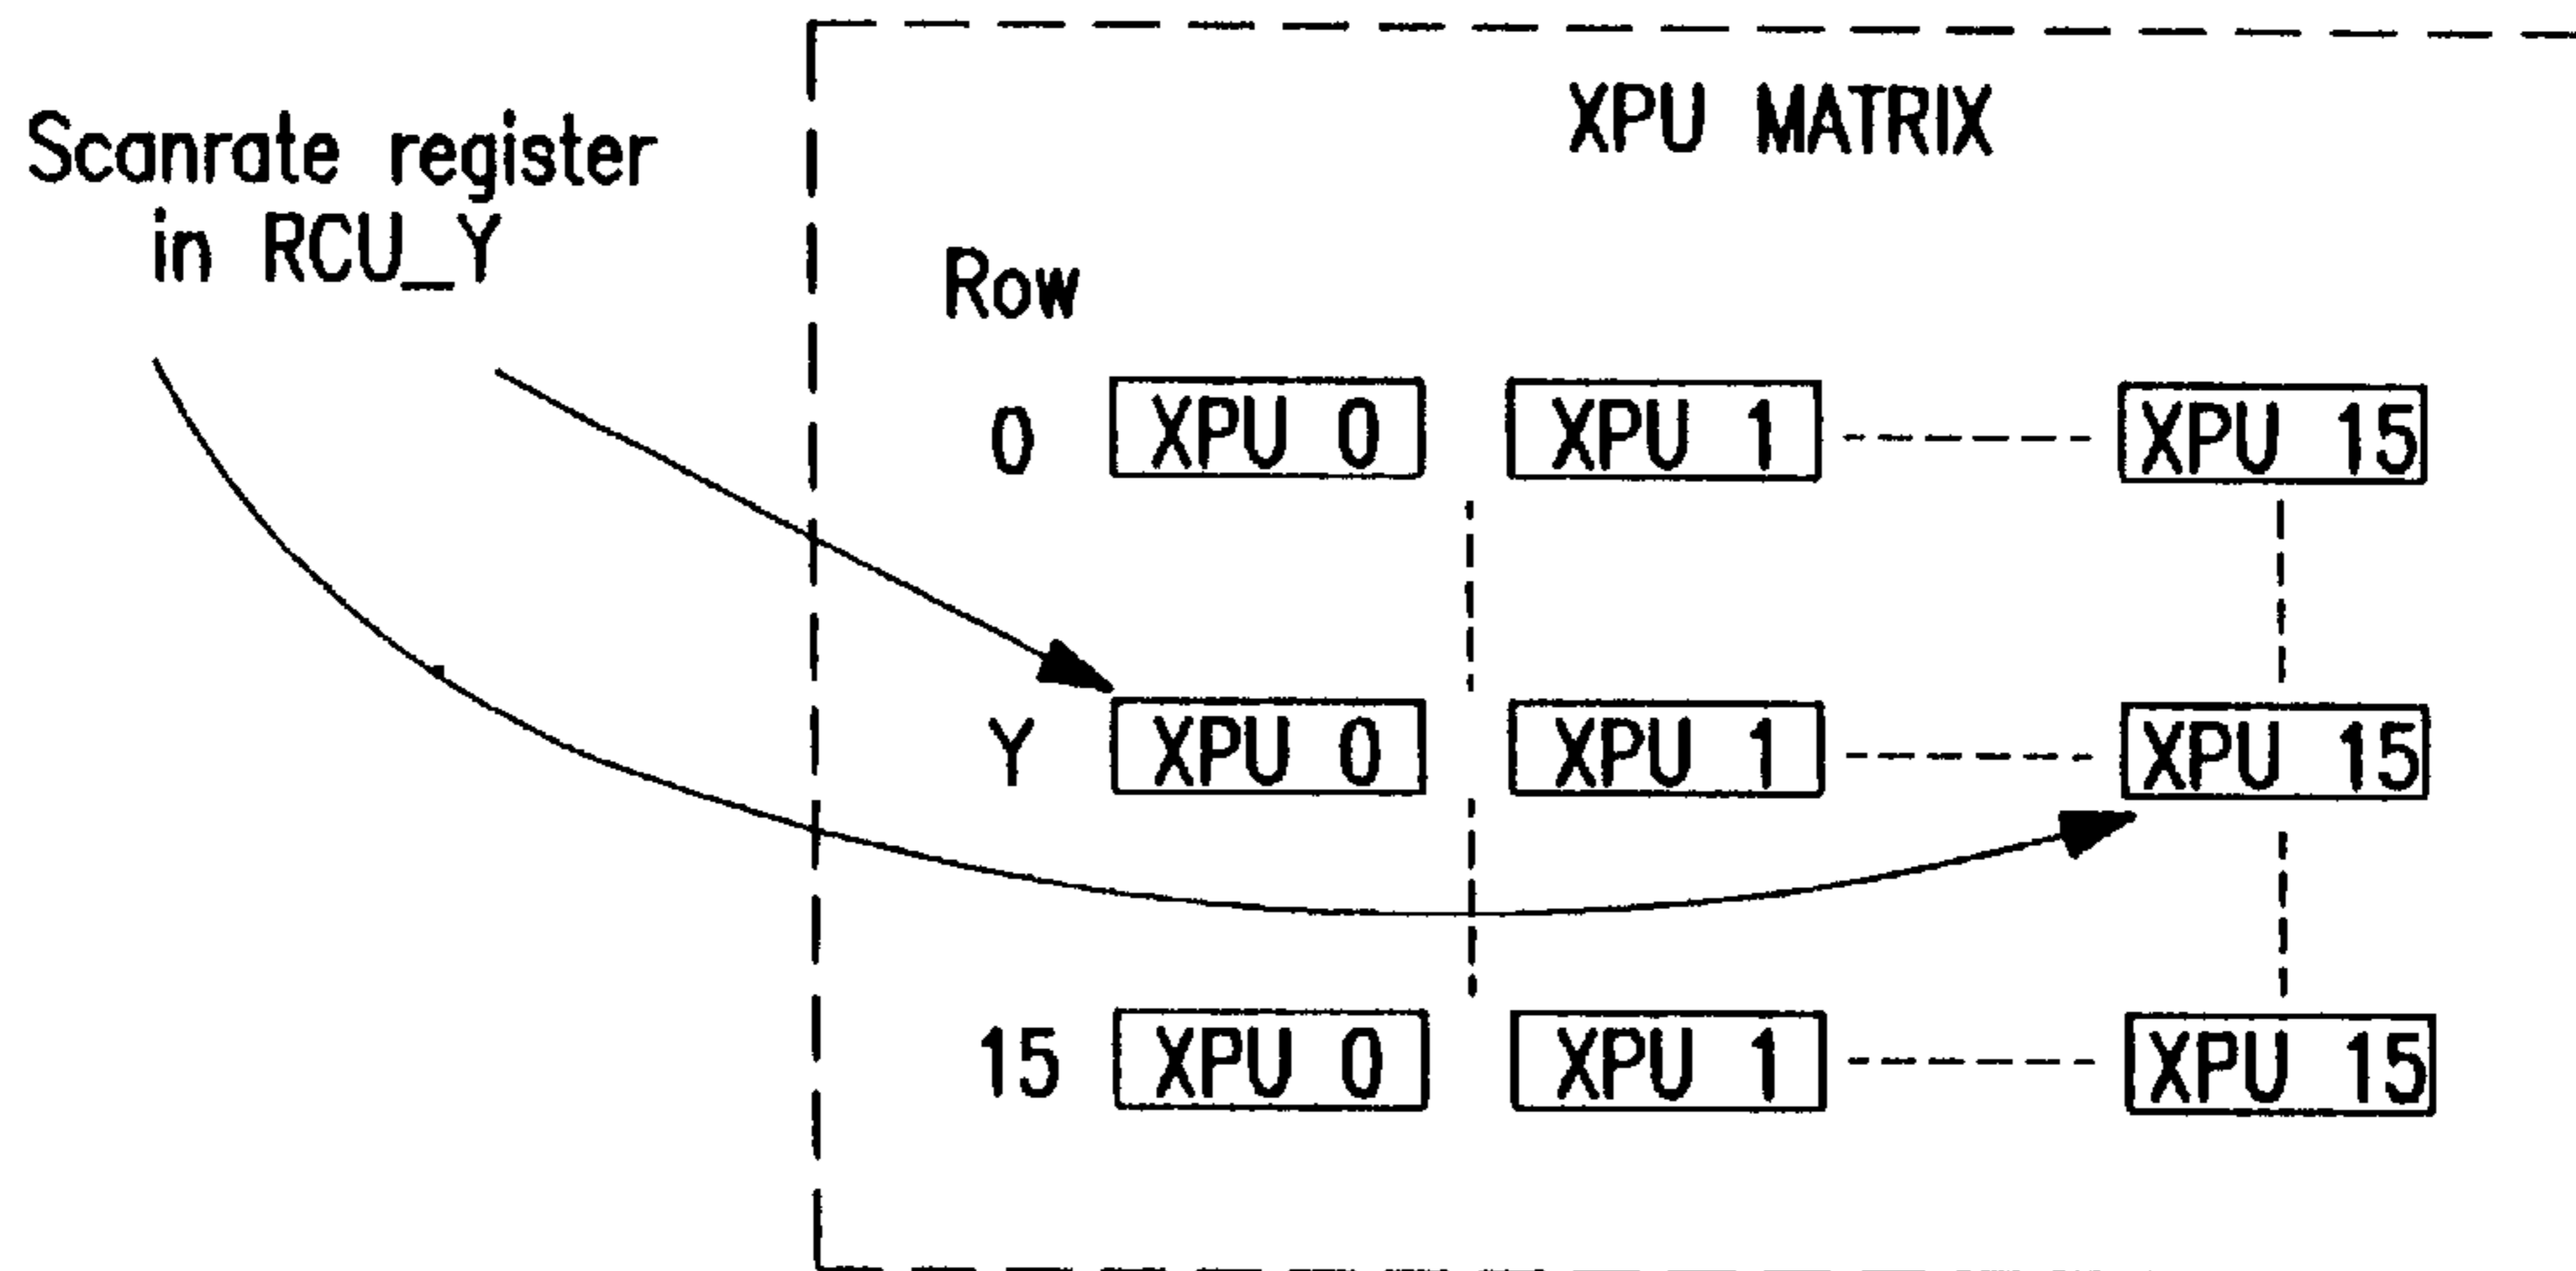 Scanrate register
in RCU_Y
XPU MATRIX
Row
0 XPU 0 XPU 1 XPU 15
Y XPU 0 XPU 1 XPU 15
15 XPU 0 XPU 1 XPU 15